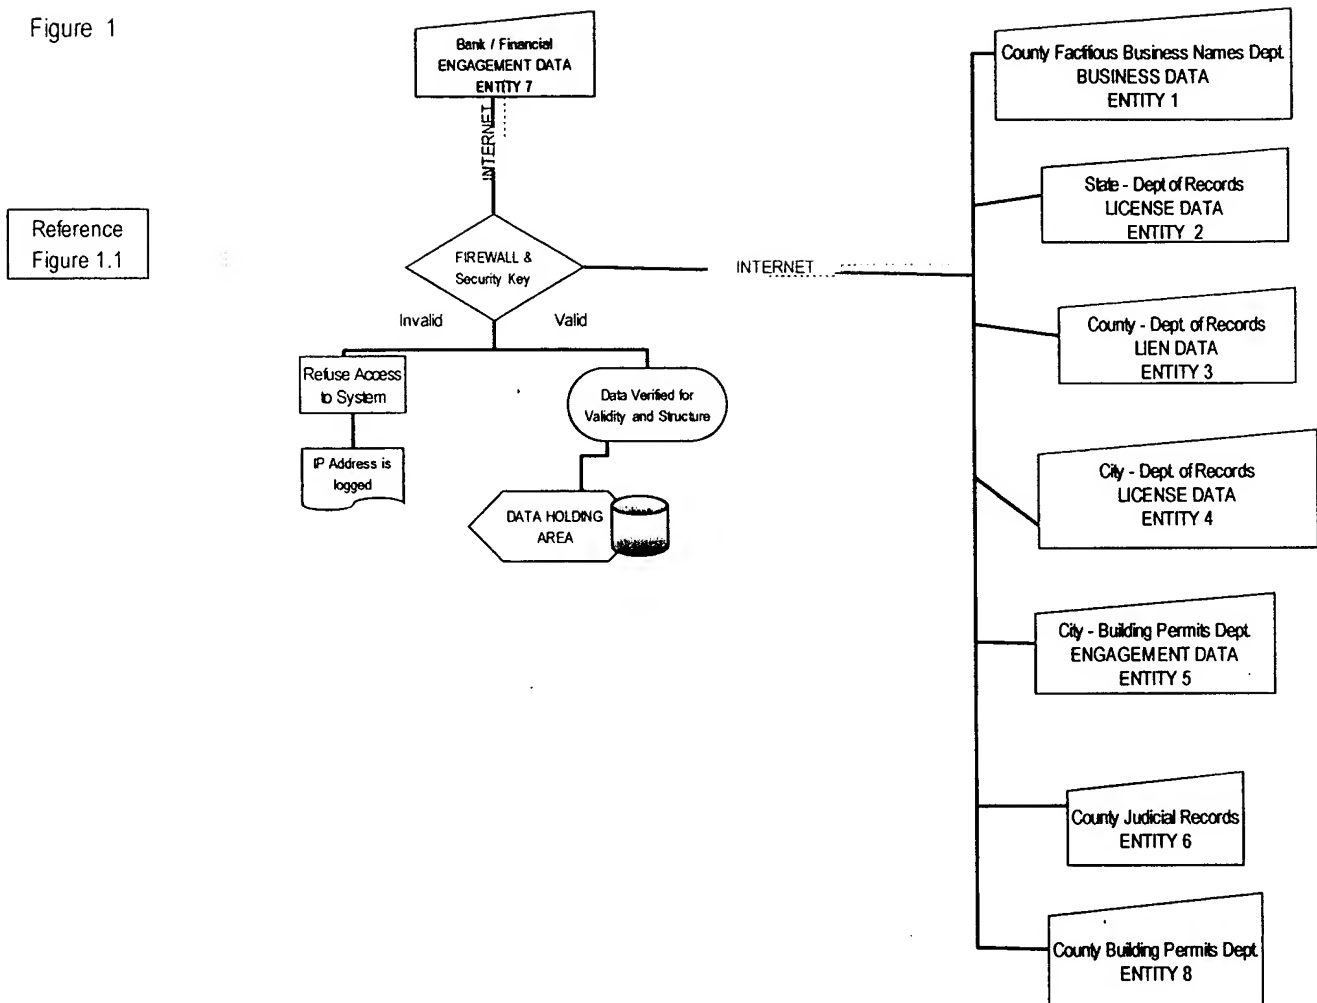 Figure 1
Bank / Financial
ENGAGEMENT DATA
ENTITY 7
INTERNET
Reference
Figure 1.1
FIREWALL &
Security Key
INTERNET
Invalid
Valid
Refuse Access
to System
Data Verified for
Validity and Structure
IP Address is
logged
DATA HOLDING
AREA
County Factitious Business Names Dept.
BUSINESS DATA
ENTITY 1
State - Dept of Records
LICENSE DATA
ENTITY 2
County - Dept. of Records
LIEN DATA
ENTITY 3
City - Dept. of Records
LICENSE DATA
ENTITY 4
City - Building Permits Dept.
ENGAGEMENT DATA
ENTITY 5
County Judicial Records
ENTITY 6
County Building Permits Dept.
ENTITY 8